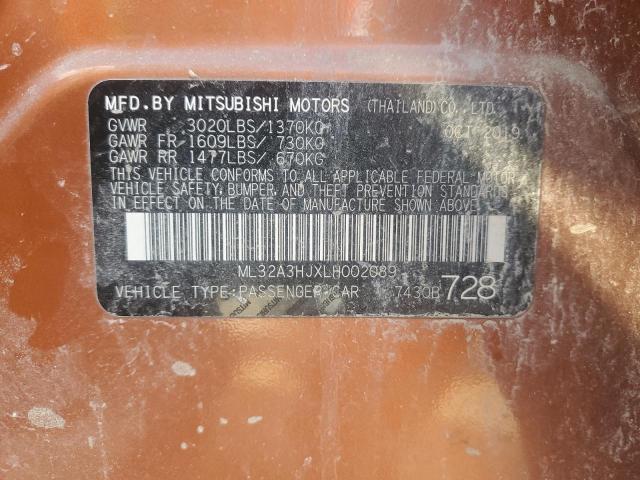 MFD.BY MITSUBISHI MOTORS (THAILAND) CO., LTD.
GVWR 3020LBS/1370KG OCT 2019
GAWR FR 1609LBS/ 730KG
GAWR RR 1477LBS/ 670KG
THIS VEHICLE CONFORMS TO ALL APPLICABLE FEDERAL MOTOR
VEHICLE SAFETY, BUMPER, AND THEFT PREVENTION STANDARDS
IN EFFECT ON THE DATE OF MANUFACTURE SHOWN ABOVE.
ML32A3HJXLH002689
VEHICLE TYPE:PASSENGER CAR 7430B 728